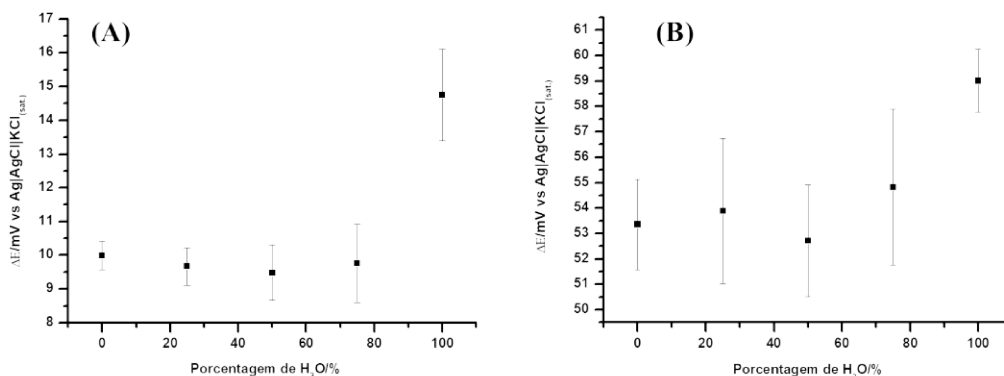 (A)
17
16
15
14
13
12
11
10
9
8
ΔE/mV vs Ag|AgCl||KCl(sat.)
0 20 40 60 80 100
Porcentagem de H₂O/%
(B)
61
60
59
58
57
56
55
54
53
52
51
50
ΔE/mV vs Ag|AgCl||KCl(sat.)
0 20 40 60 80 100
Porcentagem de H₂O/%